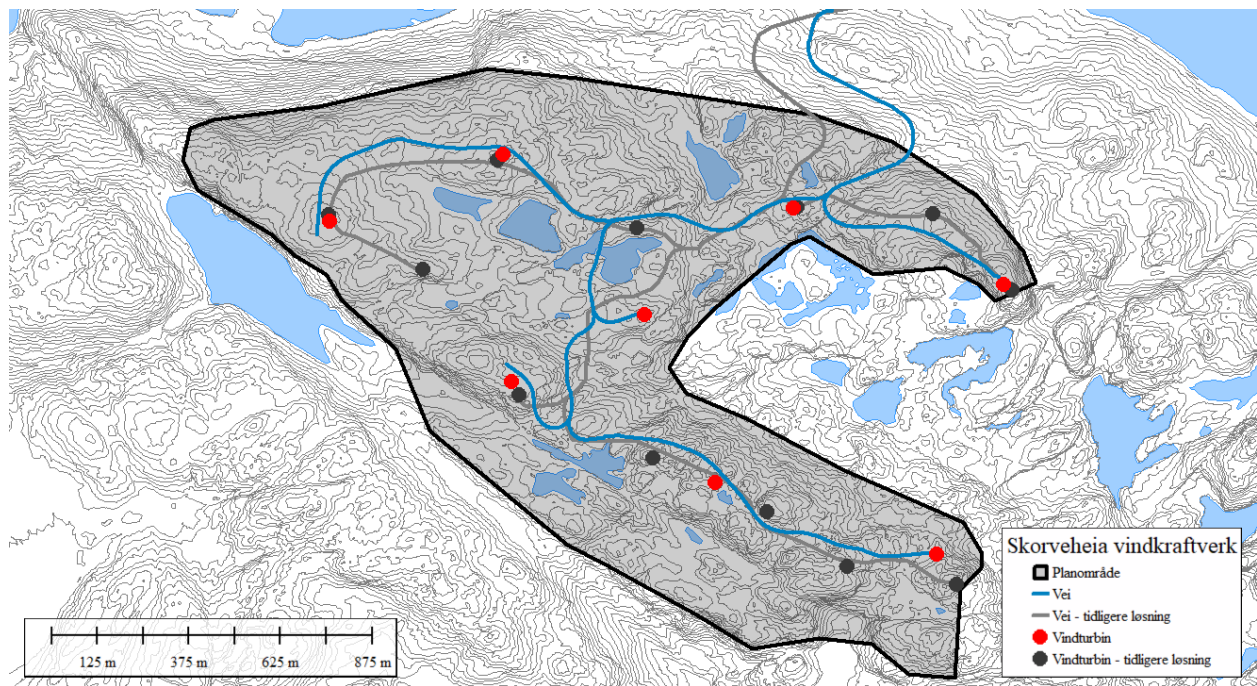 Skorveheia vindkraftverk
Planområde
Vei
Vei - tidligere løsning
Vindturbin
Vindturbin - tidligere løsning
125 m 375 m 625 m 875 m